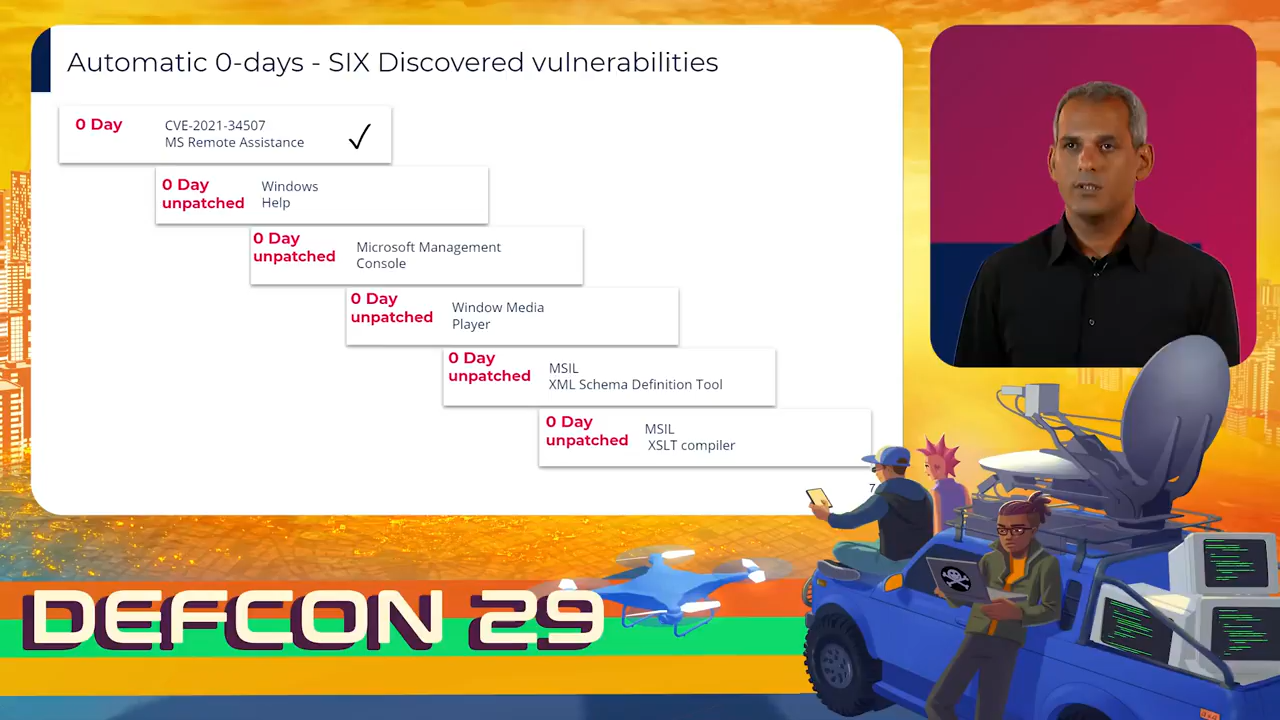 Automatic 0-days - SIX Discovered vulnerabilities
0 Day
CVE-2021-34507
MS Remote Assistance
✓
0 Day
unpatched
Windows
Help
0 Day
unpatched
Microsoft Management
Console
0 Day
unpatched
Window Media
Player
0 Day
unpatched
MSIL
XML Schema Definition Tool
0 Day
unpatched
MSIL
XSLT compiler
7
DEFCON 29